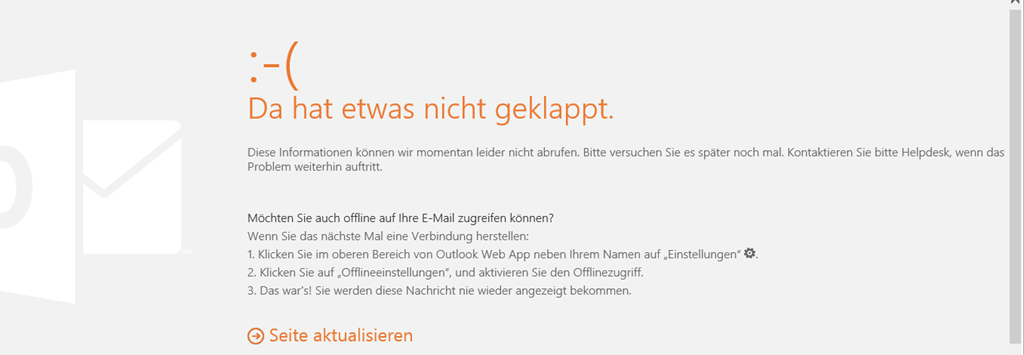 :-(
Da hat etwas nicht geklappt.
Diese Informationen können wir momentan leider nicht abrufen. Bitte versuchen Sie es später noch mal. Kontaktieren Sie bitte Helpdesk, wenn das
Problem weiterhin auftritt.
Möchten Sie auch offline auf Ihre E-Mail zugreifen können?
Wenn Sie das nächste Mal eine Verbindung herstellen:
1. Klicken Sie im oberen Bereich von Outlook Web App neben Ihrem Namen auf „Einstellungen“ .
2. Klicken Sie auf „Offlineeinstellungen“, und aktivieren Sie den Offlinezugriff.
3. Das war's! Sie werden diese Nachricht nie wieder angezeigt bekommen.
Seite aktualisieren